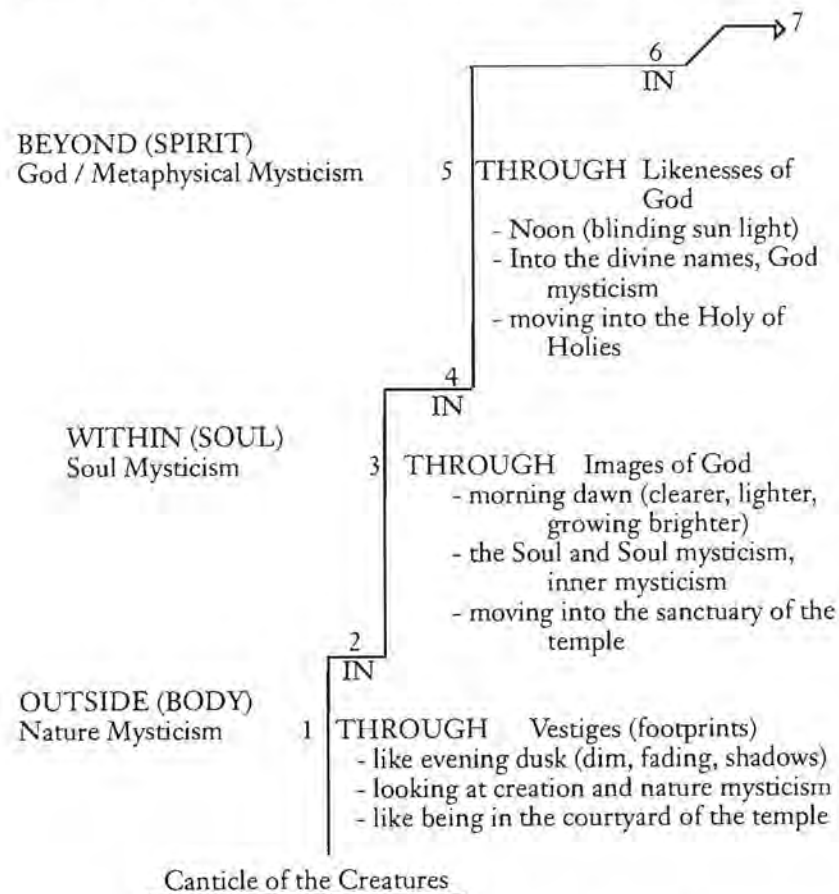 7
6
IN
BEYOND (SPIRIT)
God / Metaphysical Mysticism
5 THROUGH Likenesses of
God
- Noon (blinding sun light)
- Into the divine names, God
mysticism
- moving into the Holy of
Holies
4
IN
WITHIN (SOUL)
Soul Mysticism
3 THROUGH Images of God
- morning dawn (clearer, lighter,
growing brighter)
- the Soul and Soul mysticism,
inner mysticism
- moving into the sanctuary of the
temple
2
IN
OUTSIDE (BODY)
Nature Mysticism
1 THROUGH Vestiges (footprints)
- like evening dusk (dim, fading, shadows)
- looking at creation and nature mysticism
- like being in the courtyard of the temple
Canticle of the Creatures